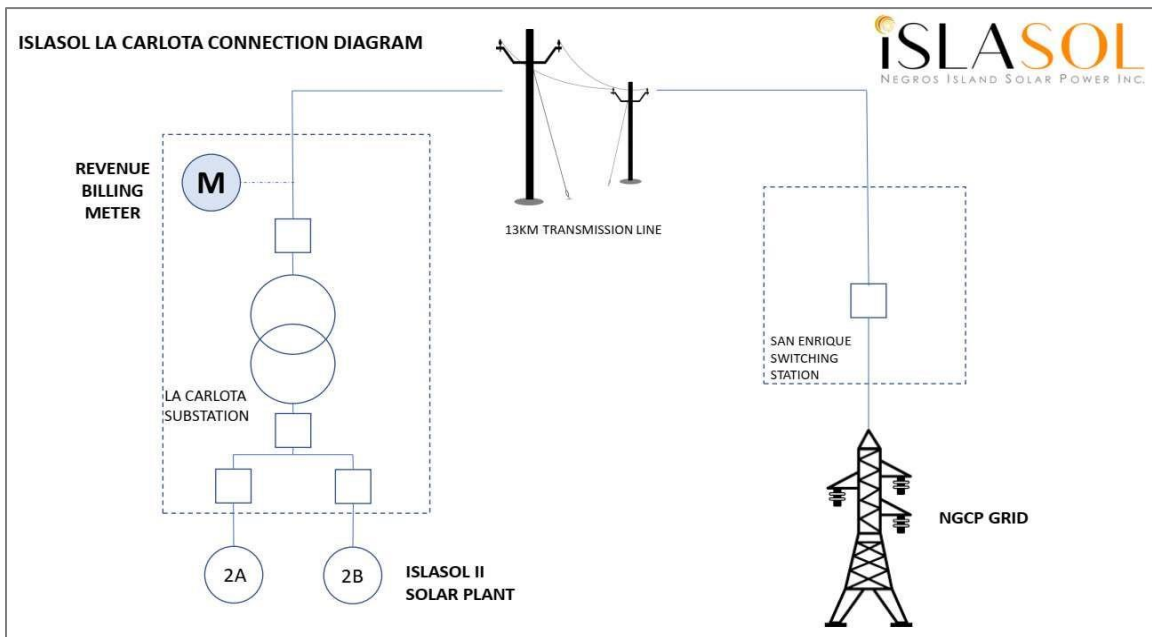 ISLASOL LA CARLOTA CONNECTION DIAGRAM
iSLASOL
NEGROS ISLAND SOLAR POWER INC.
REVENUE
BILLING
METER
M
13KM TRANSMISSION LINE
SAN ENRIQUE
SWITCHING
STATION
LA CARLOTA
SUBSTATION
2A
2B
ISLASOL II
SOLAR PLANT
NGCP GRID